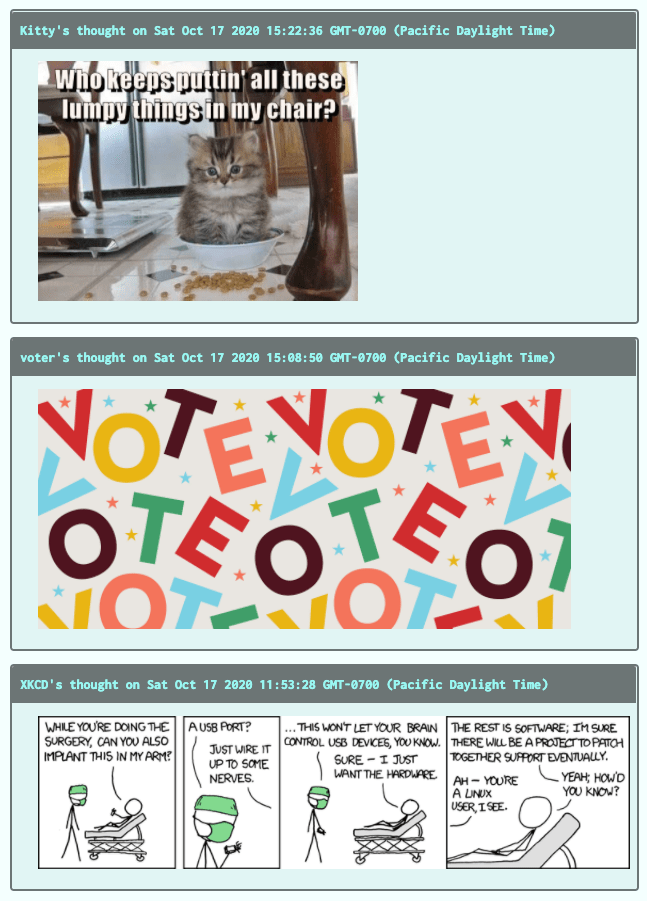 Kitty's thought on Sat Oct 17 2020 15:22:36 GMT-0700 (Pacific Daylight Time)
Who keeps puttin' all these
lumpy things in my chair?
voter's thought on Sat Oct 17 2020 15:08:50 GMT-0700 (Pacific Daylight Time)
VOTE VOTE V O
V TE V E V
O O O T
VOTE VOTE V
XKCD's thought on Sat Oct 17 2020 11:53:28 GMT-0700 (Pacific Daylight Time)
WHILE YOU'RE DOING THE
SURGERY, CAN YOU ALSO
IMPLANT THIS IN MY ARM?
A USB PORT?
JUST WIRE IT
UP TO SOME
NERVES.
...THIS WON'T LET YOUR BRAIN
CONTROL USB DEVICES, YOU KNOW.
SURE – I JUST
WANT THE HARDWARE.
THE REST IS SOFTWARE; I'M SURE
THERE WILL BE A PROJECT TO PATCH
TOGETHER SUPPORT EVENTUALLY.
AH – YOU'RE
A LINUX
USER, I SEE.
YEAH; HOW'D
YOU KNOW?